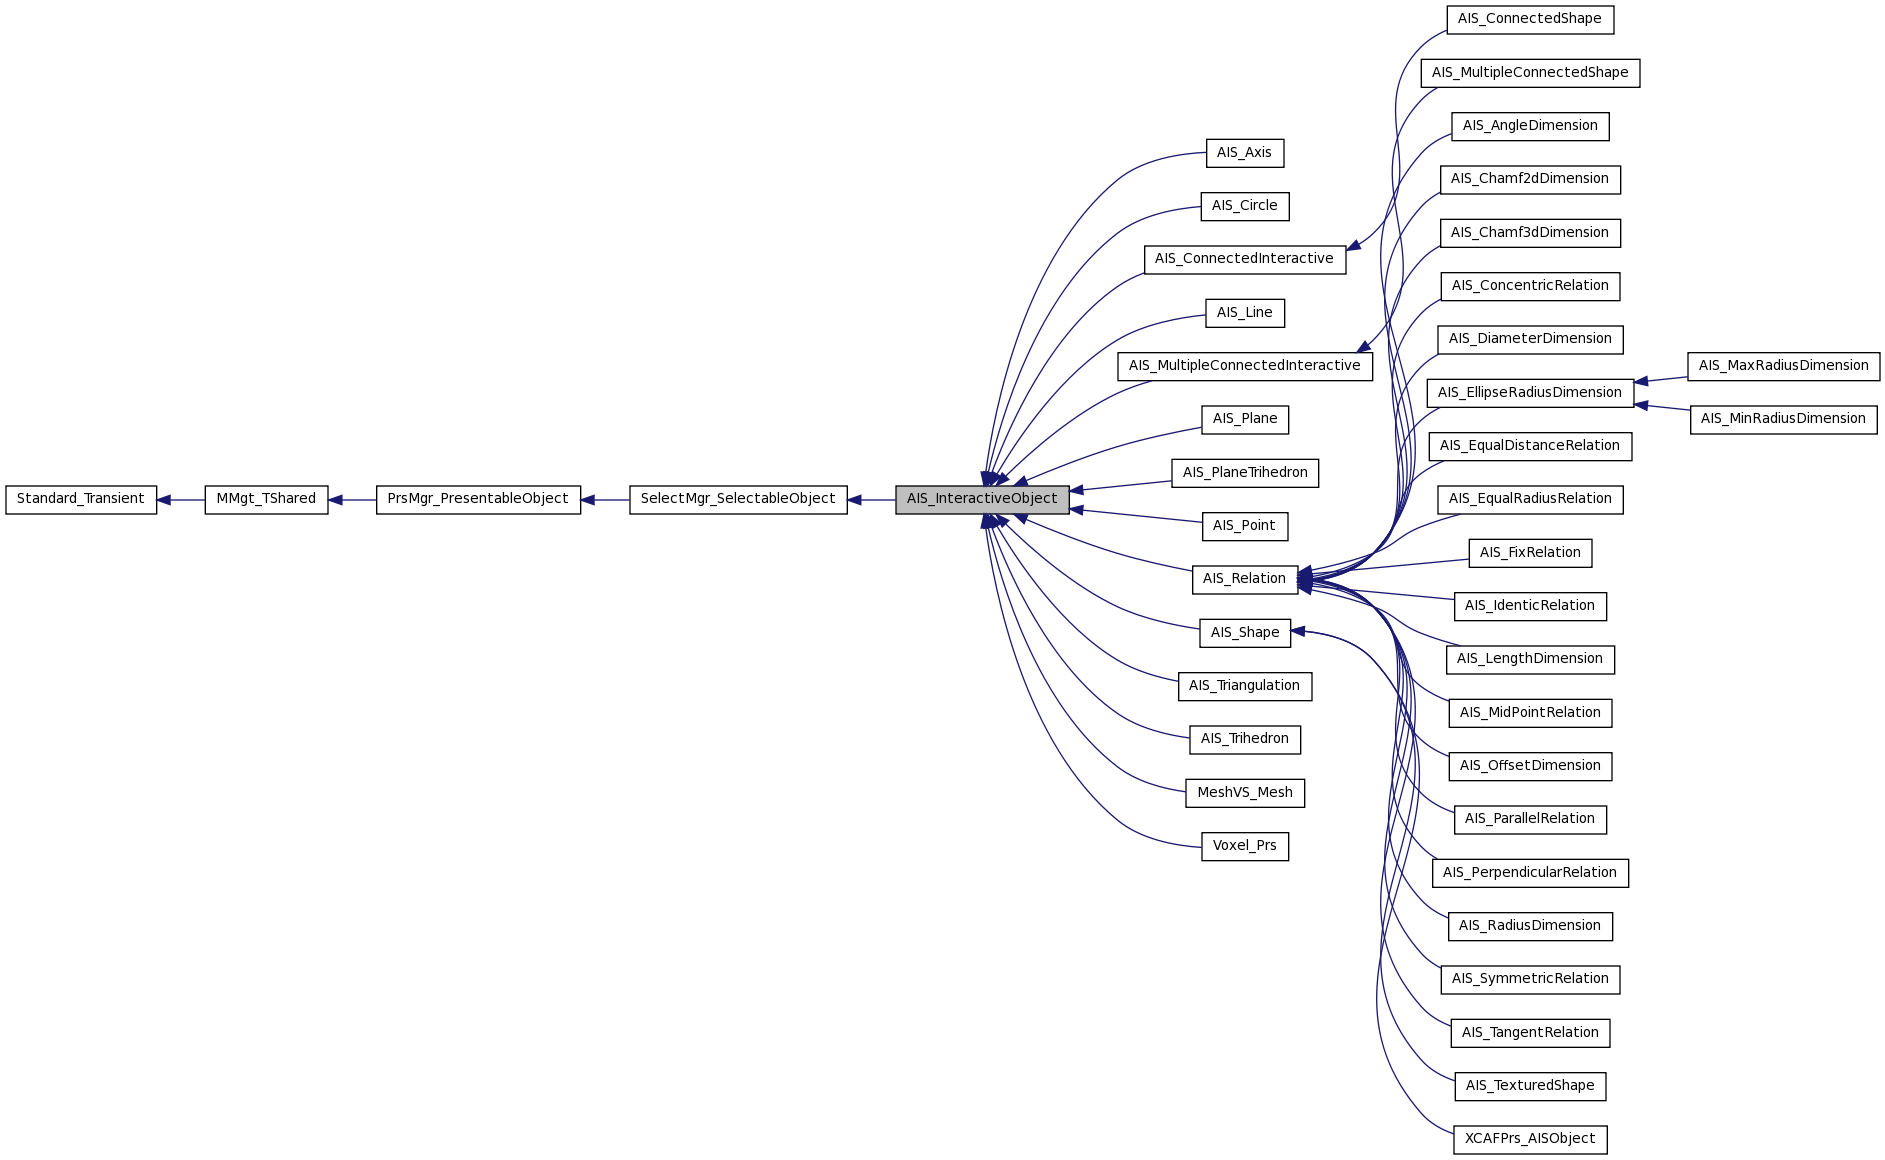 Standard_Transient
MMgt_TShared
PrsMgr_PresentableObject
SelectMgr_SelectableObject
AIS_InteractiveObject
AIS_Axis
AIS_Circle
AIS_ConnectedInteractive
AIS_Line
AIS_MultipleConnectedInteractive
AIS_Plane
AIS_PlaneTrihedron
AIS_Point
AIS_Relation
AIS_Shape
AIS_Triangulation
AIS_Trihedron
MeshVS_Mesh
Voxel_Prs
AIS_ConnectedShape
AIS_MultipleConnectedShape
AIS_AngleDimension
AIS_Chamf2dDimension
AIS_Chamf3dDimension
AIS_ConcentricRelation
AIS_DiameterDimension
AIS_EllipseRadiusDimension
AIS_EqualDistanceRelation
AIS_EqualRadiusRelation
AIS_FixRelation
AIS_IdenticRelation
AIS_LengthDimension
AIS_MidPointRelation
AIS_OffsetDimension
AIS_ParallelRelation
AIS_PerpendicularRelation
AIS_RadiusDimension
AIS_SymmetricRelation
AIS_TangentRelation
AIS_TexturedShape
XCAFPrs_AISObject
AIS_MaxRadiusDimension
AIS_MinRadiusDimension